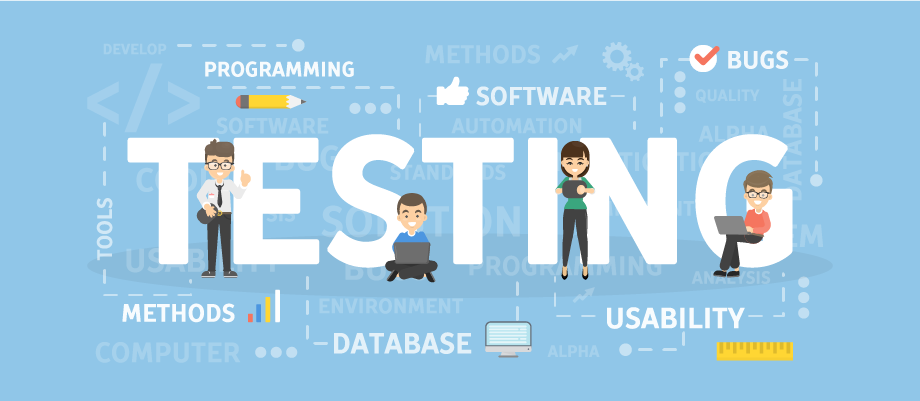 DEVELOP
METHODS
BUGS
PROGRAMMING
</>
SOFTWARE
QUALITY
DATABASE
SOFTWARE
AUTOMATION
ALPHA
TESTING
STANDARDS
TOOLS
USABILITY
PROGRAMMING
ANALYSIS
METHODS
ENVIRONMENT
USABILITY
DATABASE
COMPUTER
ALPHA